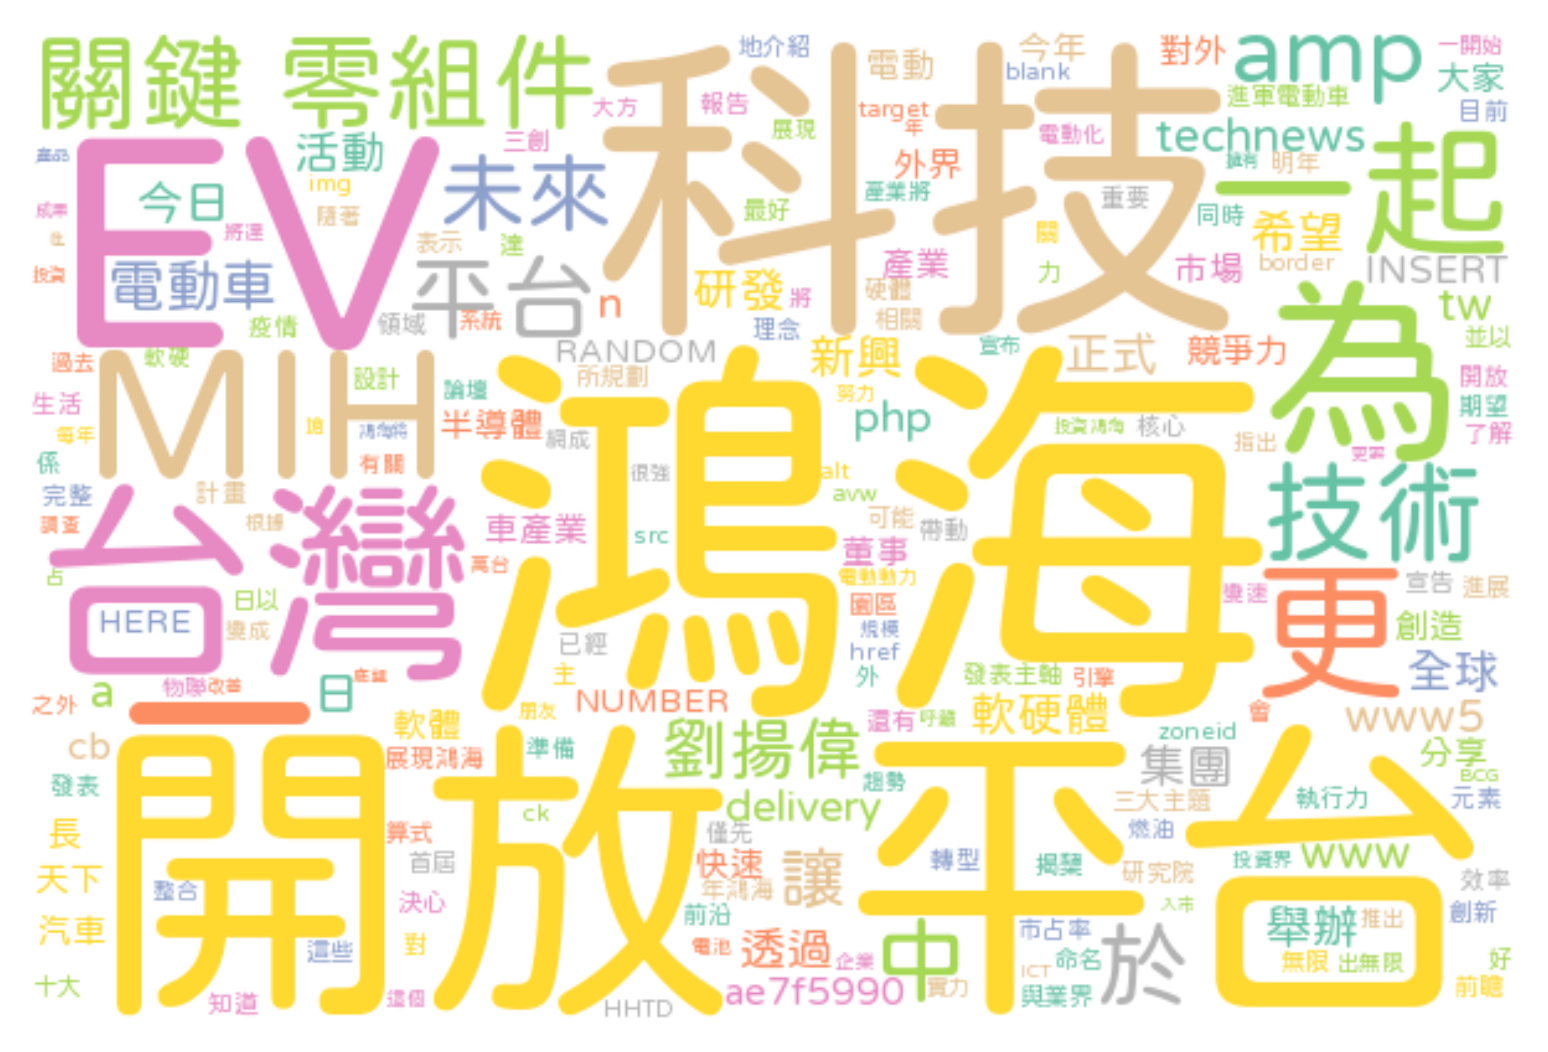 關鍵 零組件
科技
地介紹
電動
今年
blank
對外
amp
一開始
大家
目前
大方
報告
展現
target
年
電動化
進軍電動車
technews
三創
活動
EV
未來
img
今日
隨著
將達
表示
達
最好
外界
產業將
重要
擁有
明年
一起
同時
希望
關
力
產品
成果
住
投資
電動車
平台
n
研發
將
產業
硬體
相關
市場
border
INSERT
tw
並以
疫情
領域
系統
理念
RANDOM
所規劃
新興
宣布
正式
競爭力
為
過去
軟硬
MIH
設計
論壇
鴻海
努力
php
開放
期望
了解
生活
每年
鴻海將
半導體
網成
投資鴻海
核心
指出
更率
係
有關
很強
alt
avw
技術
完整
計畫
調查
根據
台灣
車產業
src
可能
帶動
董事
萬台
電動動力
占
HERE
日以
變成
園區
規模
href
變速
更
宣告
進展
創造
已經
主
外
發表主軸
引擎
全球
物聯
改善
之外
a
一
日
NUMBER
朋友
還有
呼籲
軟硬體
會
www5
軟體
cb
展現鴻海
準備
劉揚偉
zoneid
集團
分享
BCG
發表
開放平台
趨勢
ck
delivery
三大主題
執行力
元素
長
算式
僅先
燃油
首屆
快速
讓
轉型
揭櫫
投資界
www
天下
整合
年鴻海
研究院
效率
決心
前沿
入市
創新
汽車
對
這些
電池
透過
中
市占率
於
舉辦
推出
企業
ICT
命名
無限
出無限
好
十大
知道
這個
HHTD
ae7f5990
實力
與業界
前瞻